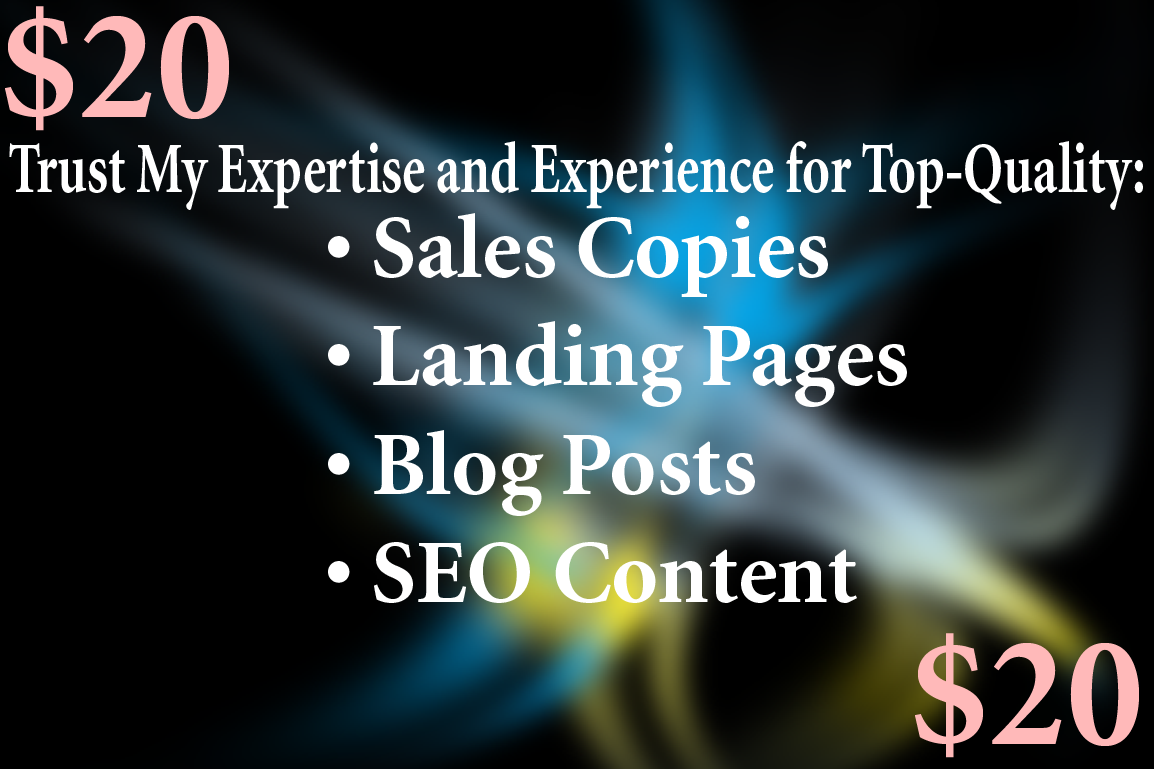 $20
Trust My Expertise and Experience for Top-Quality:
• Sales Copies
• Landing Pages
• Blog Posts
• SEO Content
$20